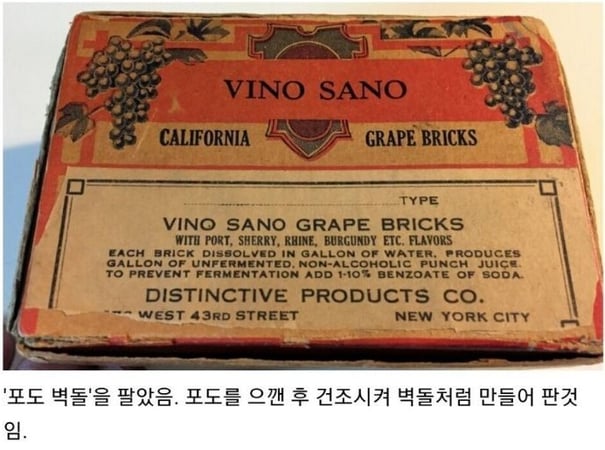 VINO SANO
CALIFORNIA GRAPE BRICKS
TYPE
VINO SANO GRAPE BRICKS
WITH PORT, SHERRY, RHINE, BURGUNDY ETC. FLAVORS
EACH BRICK DISSOLVED IN GALLON OF WATER, PRODUCES
GALLON OF UNFERMENTED, NON-ALCOHOLIC PUNCH JUICE.
TO PREVENT FERMENTATION ADD 1-10% BENZOATE OF SODA.
DISTINCTIVE PRODUCTS CO.
WEST 43RD STREET NEW YORK CITY
'포도 벽돌'을 팔았음. 포도를 으깬 후 건조시켜 벽돌처럼 만들어 판것
임.